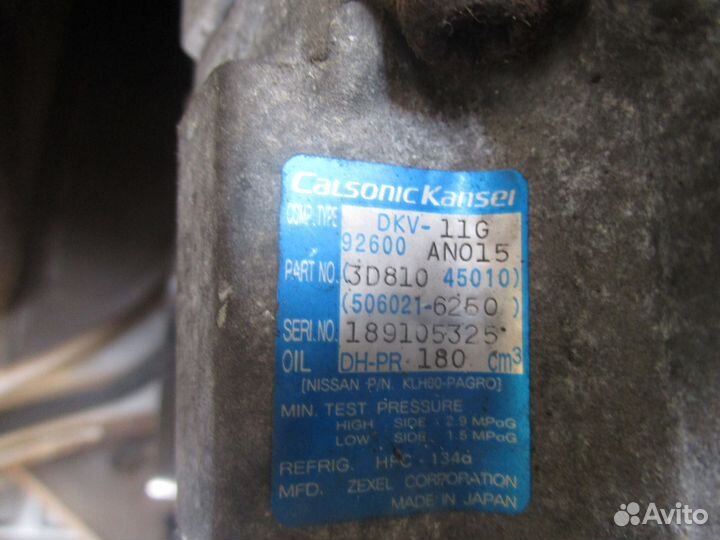 CALSONIC KANSEI
COMP. TYPE DKV-11G
92600 AN015
PART NO. (3D810 45010)
(506021-6250)
SERI.NO. 189105325
OIL DH-PR 180 cm³
[NISSAN P/N. KLH00-PAGRO]
MIN. TEST PRESSURE
HIGH SIDE - 2.9 MPaG
LOW SIDE - 1.5 MPaG
REFRIG. HFC - 134a
MFD. ZEXEL CORPORATION
MADE IN JAPAN
Avito